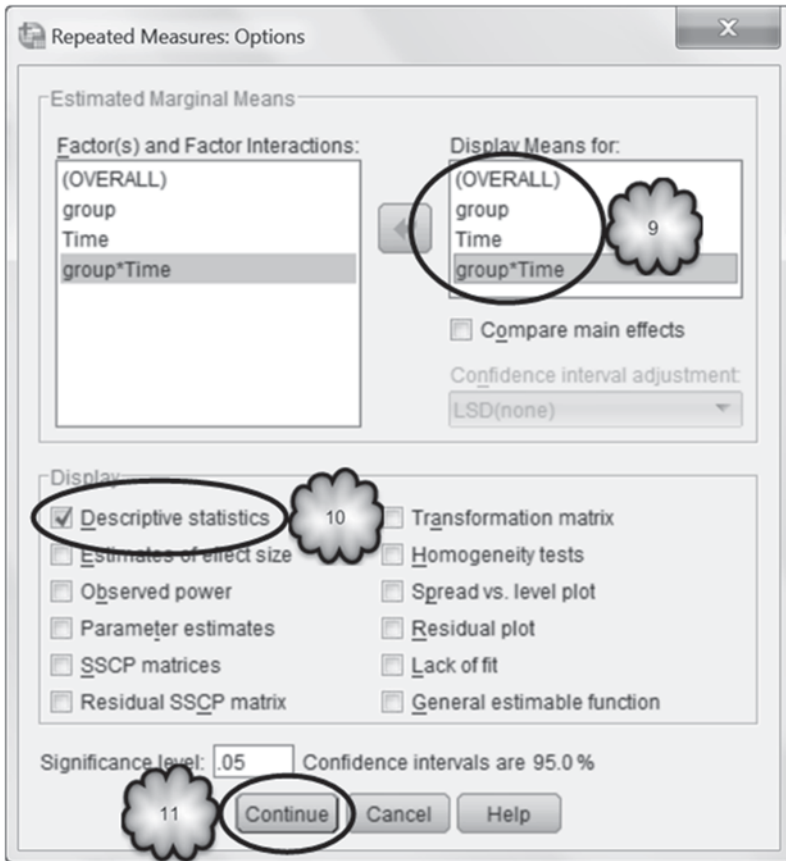 Repeated Measures: Options
X
Estimated Marginal Means
Factor(s) and Factor Interactions:
(OVERALL)
group
Time
group*Time
Display Means for:
(OVERALL)
group
Time
group*Time
9
Compare main effects
Confidence interval adjustment:
LSD(none)
Display
Descriptive statistics
10
Transformation matrix
Estimates of effect size
Homogeneity tests
Observed power
Spread vs. level plot
Parameter estimates
Residual plot
SSCP matrices
Lack of fit
Residual SSCP matrix
General estimable function
Significance level: .05 Confidence intervals are 95.0 %
11
Continue
Cancel
Help